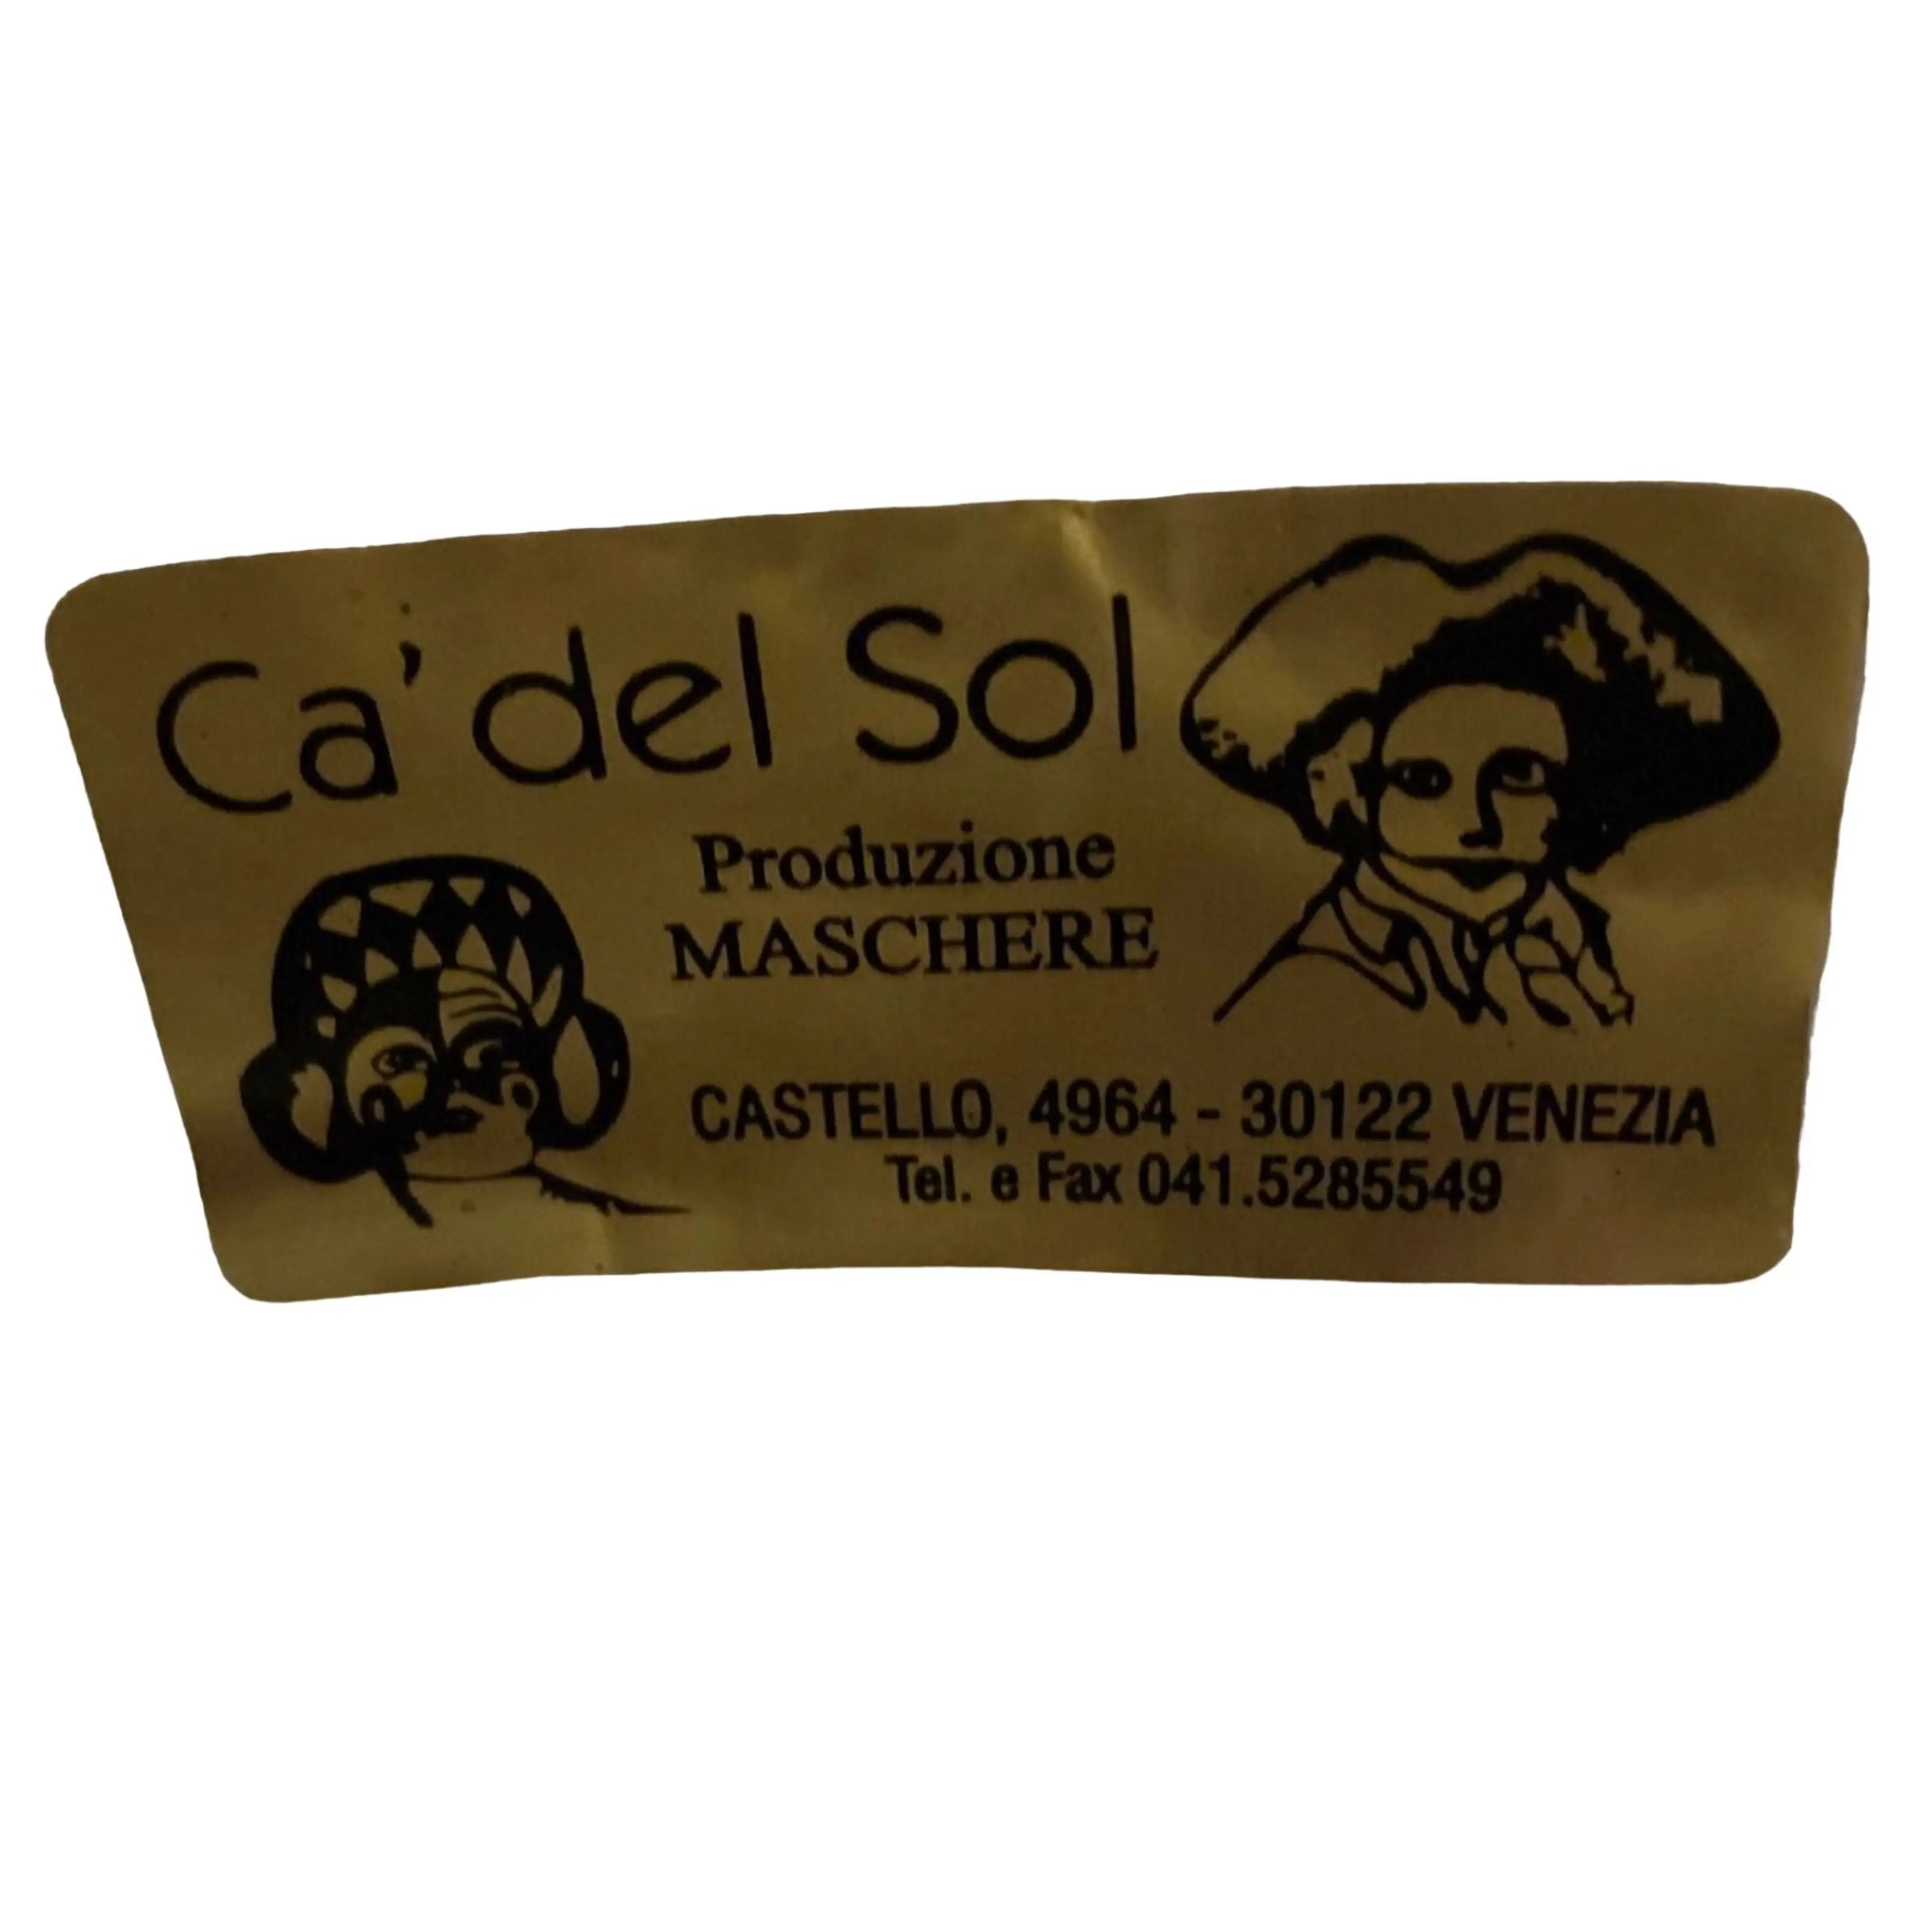 Ca' del Sol
Produzione
MASCHERE
CASTELLO, 4964 - 30122 VENEZIA
Tel. e Fax 041.5285549